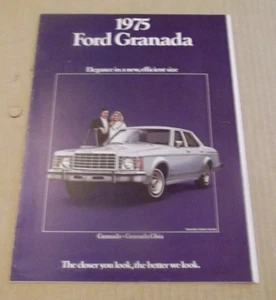 1975
Ford Granada
Elegance in a new, efficient size
Granada • Granada Ghia
The closer you look, the better we look.